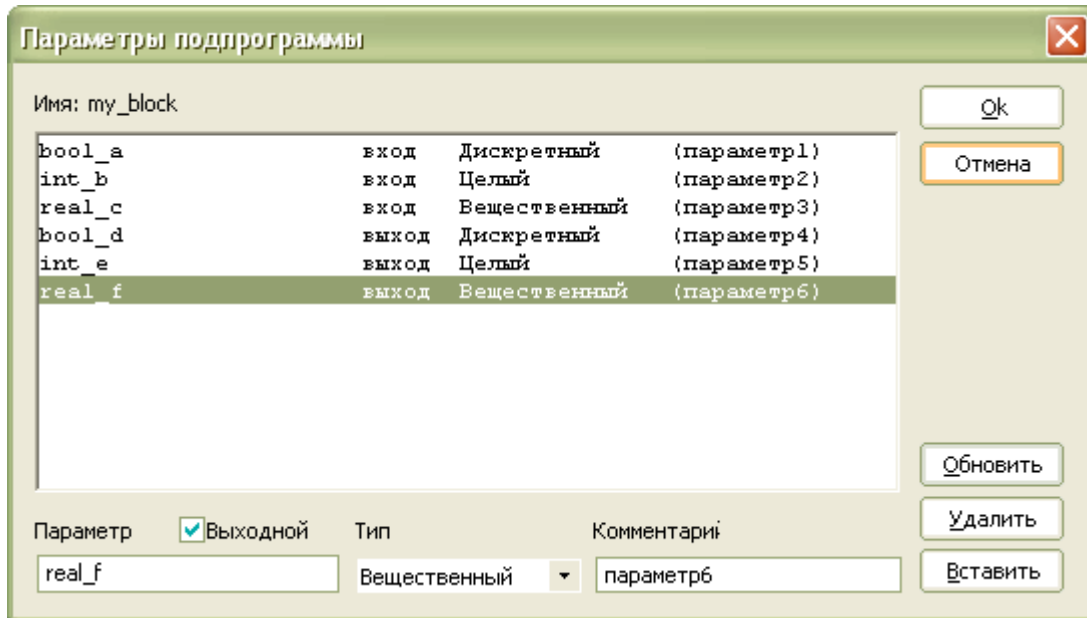 Параметры подпрограммы
Имя: my_block
Ok
bool_a вход Дискретный (параметр1)
Отмена
int_b вход Целый (параметр2)
real_c вход Вещественный (параметр3)
bool_d выход Дискретный (параметр4)
int_e выход Целый (параметр5)
real_f выход Вещественный (параметр6)
Обновить
Удалить
Параметр Выходной Тип Комментарий
real_f Вещественный параметр6
Вставить